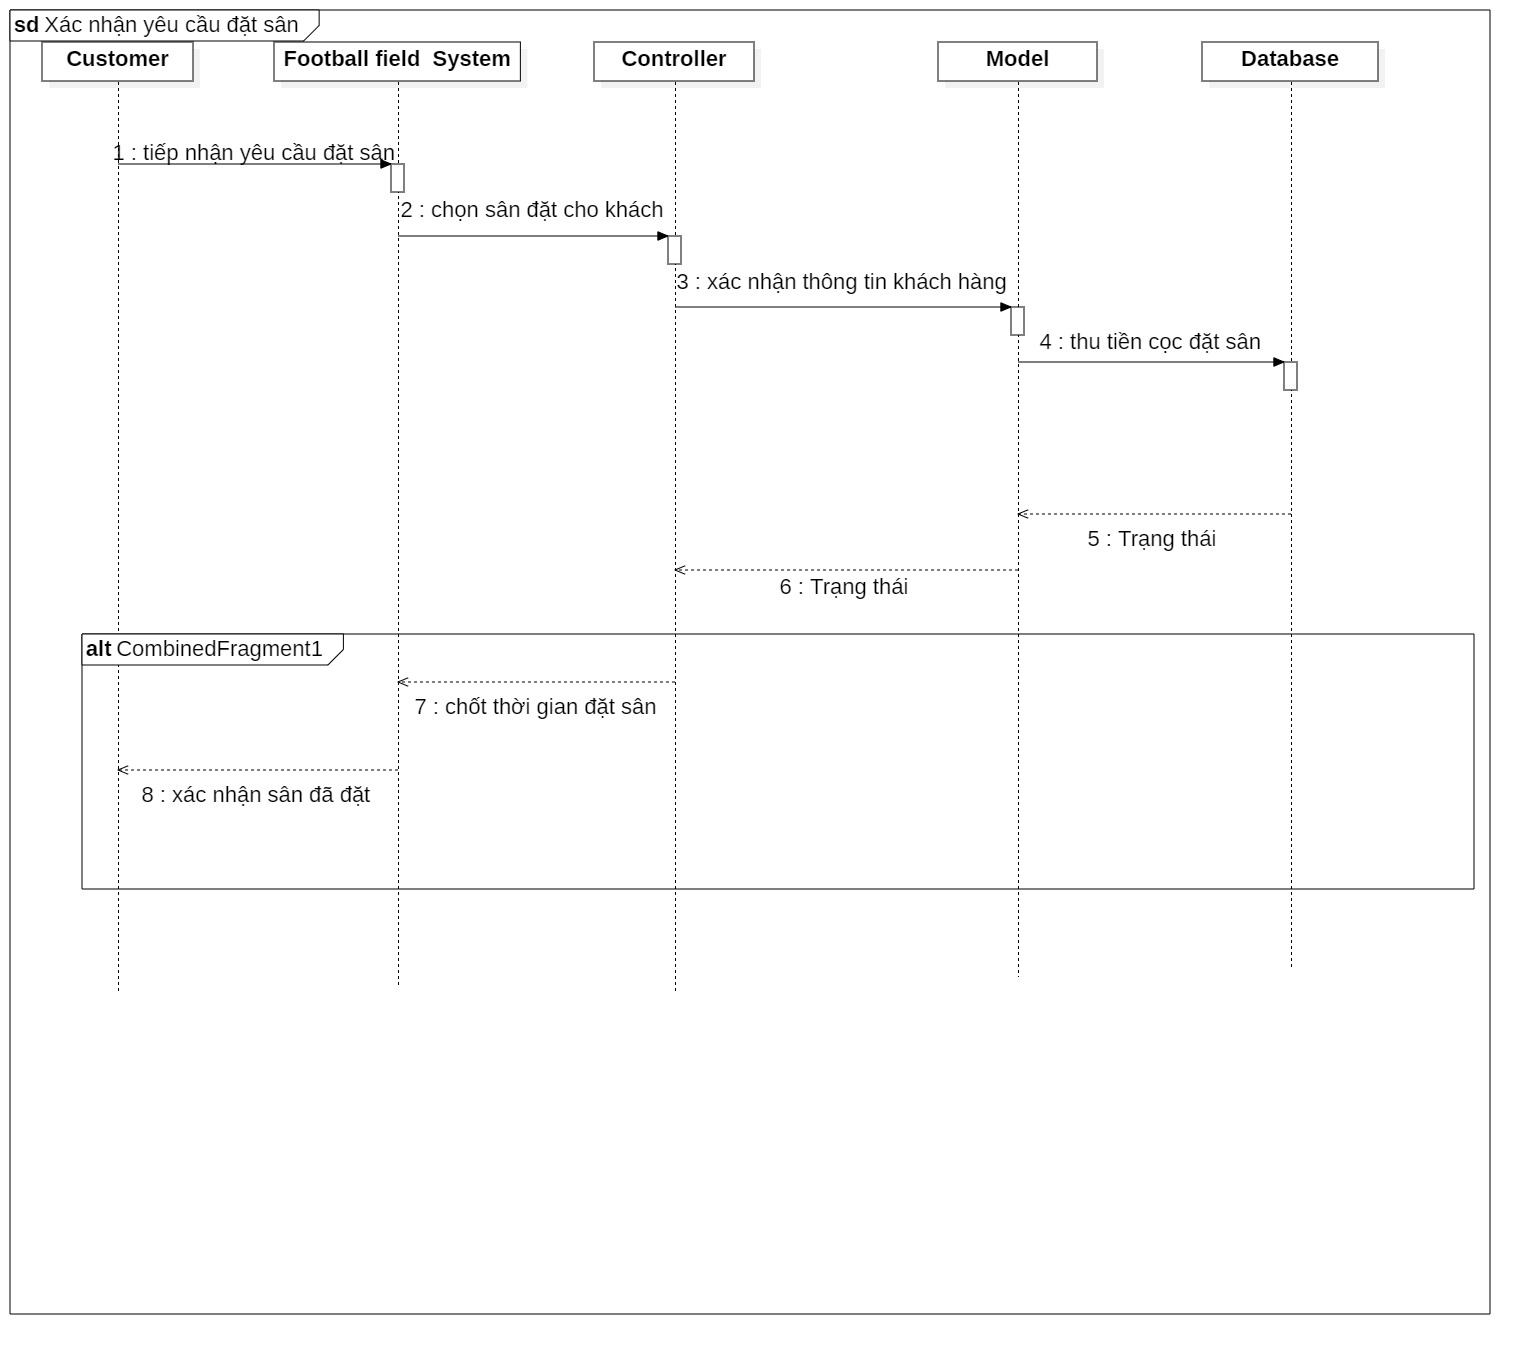 sd Xác nhận yêu cầu đặt sân
Customer
Football field  System
Controller
Model
Database
1 : tiếp nhận yêu cầu đặt sân
2 : chọn sân đặt cho khách
3 : xác nhận thông tin khách hàng
4 : thu tiền cọc đặt sân
5 : Trạng thái
6 : Trạng thái
alt CombinedFragment1
7 : chốt thời gian đặt sân
8 : xác nhận sân đã đặt